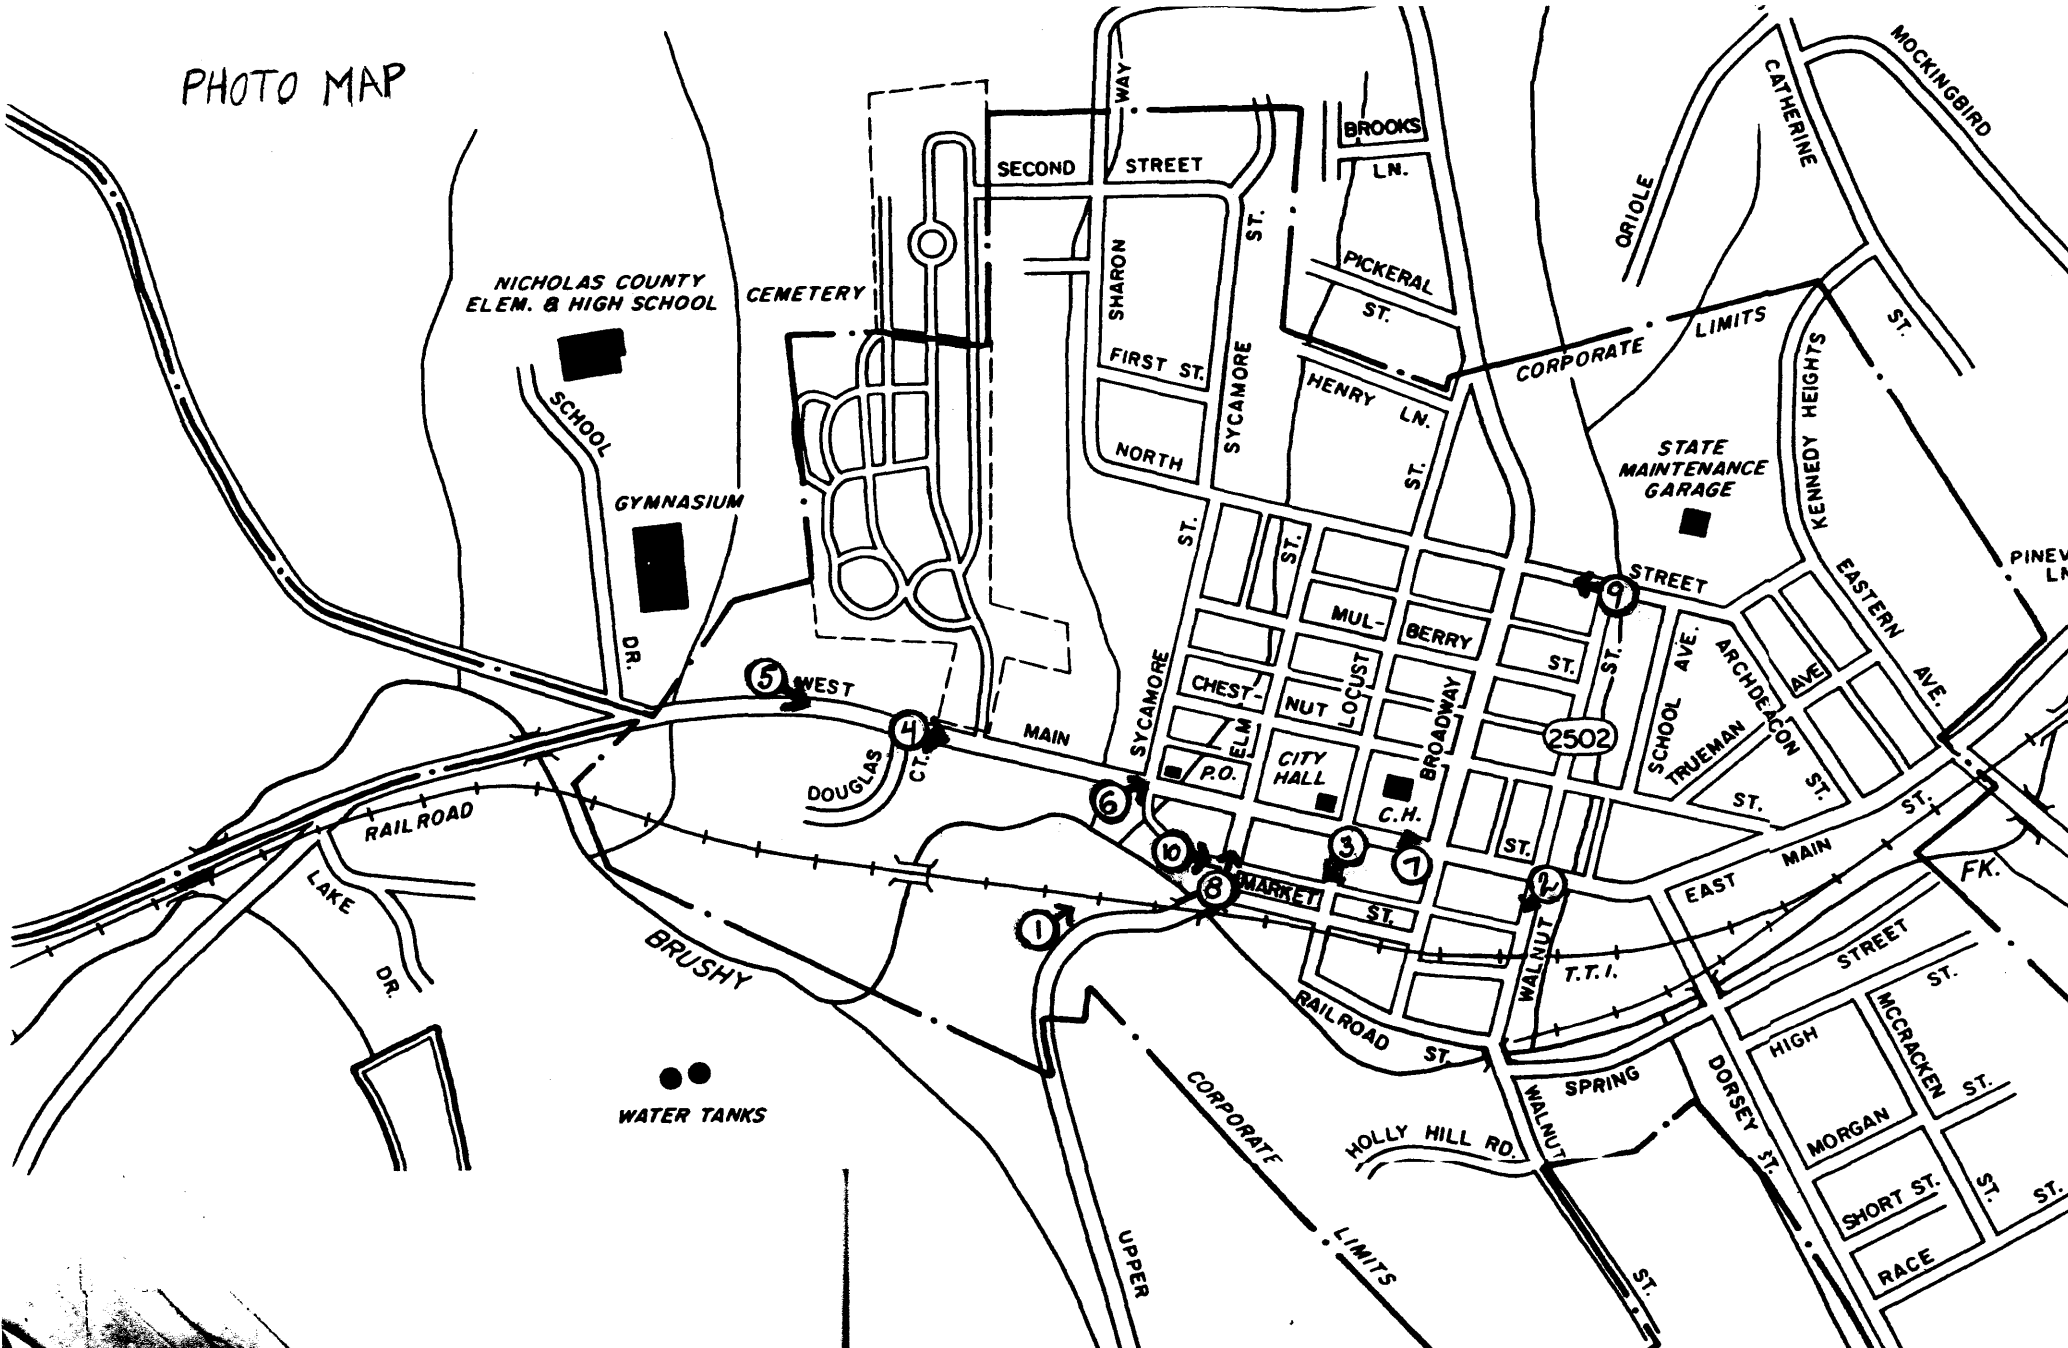 PHOTO MAP
MOCKINGBIRD
CATHERINE
ST.
ORIOLE
WAY
BROOKS
LN.
SECOND STREET
SHARON
SYCAMORE ST.
PICKERAL
ST.
NICHOLAS COUNTY
ELEM. & HIGH SCHOOL
CEMETERY
CORPORATE LIMITS
FIRST ST.
HENRY LN.
KENNEDY HEIGHTS
SCHOOL DR.
GYMNASIUM
NORTH STREET
STATE
MAINTENANCE
GARAGE
ST.
ST.
ST.
PINEV
LN
9
EASTERN AVE.
MUL-
BERRY ST.
ST.
SCHOOL AVE.
ARCHDEACON ST.
AVE
TRUEMAN
ST.
5
WEST MAIN
4
DOUGLAS CT.
SYCAMORE
CHEST-
NUT
LOCUST
ELM
BROADWAY
2502
P.O.
CITY
HALL
C.H.
6
10
8
3
7
2
1
ST.
MARKET ST.
EAST MAIN ST.
FK.
RAILROAD
LAKE DR.
BRUSHY
WALNUT
T.T.I.
RAILROAD ST.
SPRING STREET
HIGH ST.
MCCRACKEN ST.
DORSEY ST.
MORGAN ST.
SHORT ST.
RACE ST.
WATER TANKS
CORPORATE LIMITS
HOLLY HILL RD.
WALNUT ST.
UPPER